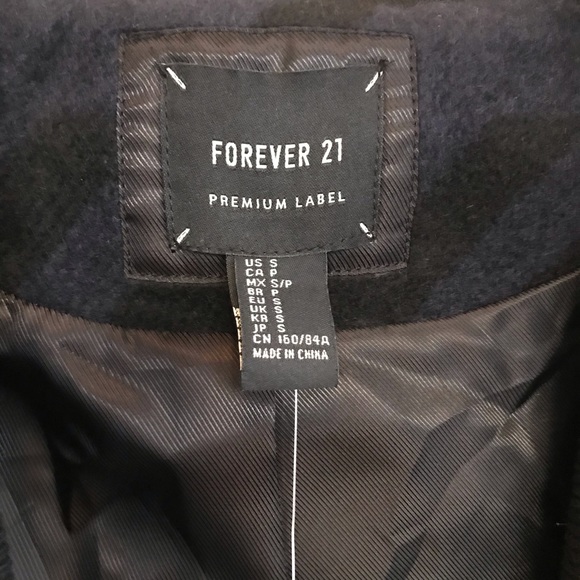 FOREVER 21
PREMIUM LABEL
US S
CA P
MX S/P
BR P
EU S
UK S
KR S
JP S
CN 160/84A
MADE IN CHINA